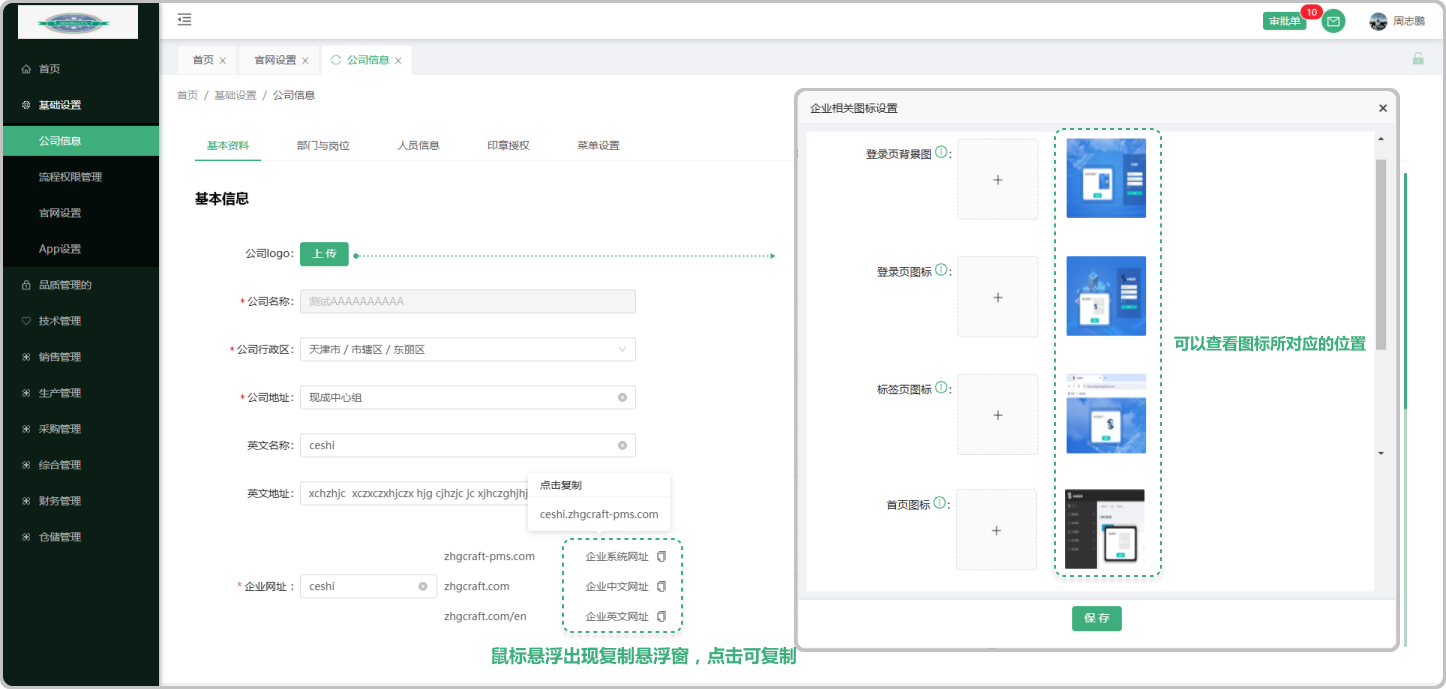 审批单
10
周志鹏
首页
基础设置
公司信息
流程权限管理
官网设置
App设置
品质管理的
技术管理
销售管理
生产管理
采购管理
综合管理
财务管理
仓储管理
首页
官网设置
公司信息
首页 / 基础设置 / 公司信息
基本资料
部门与岗位
人员信息
印章授权
菜单设置
基本信息
公司logo:
上传
* 公司名称:
测试AAAAAAAAAA
* 公司行政区:
天津市 / 市辖区 / 东丽区
* 公司地址:
现成中心组
英文名称:
ceshi
英文地址:
xchzhjc xczxczxhjczx hjg cjhzjc jc xjhczghjhj
点击复制
ceshi.zhgcraft-pms.com
* 企业网址 :
ceshi
zhgcraft-pms.com
企业系统网址
zhgcraft.com
企业中文网址
zhgcraft.com/en
企业英文网址
鼠标悬浮出现复制悬浮窗，点击可复制
企业相关图标设置
登录页背景图 :
登录页图标 :
标签页图标 :
首页图标 :
可以查看图标所对应的位置
保存